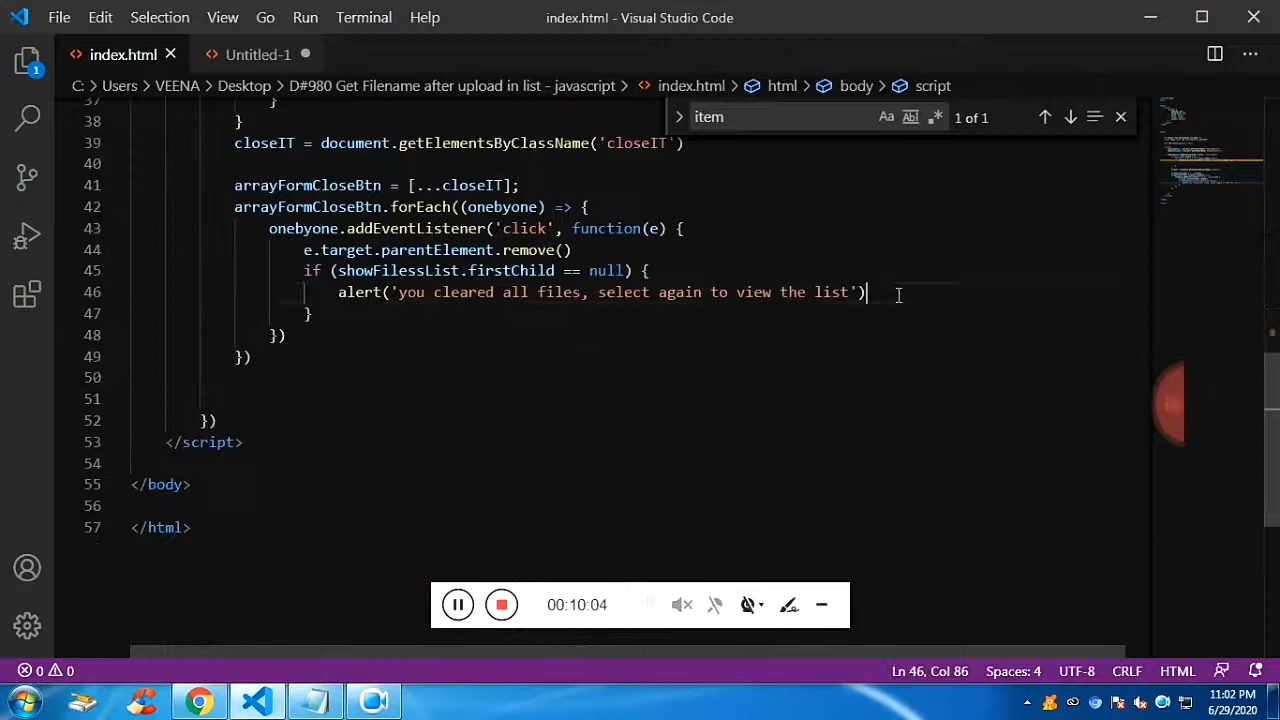 File Edit Selection View Go Run Terminal Help index.html - Visual Studio Code
index.html Untitled-1
C: > Users > VEENA > Desktop > D#980 Get Filename after upload in list - javascript > index.html > html > body > script
item Aa Abl .* 1 of 1
37 }
38 }
39 closeIT = document.getElementsByClassName('closeIT')
40
41 arrayFormCloseBtn = [...closeIT];
42 arrayFormCloseBtn.forEach((onebyone) => {
43 onebyone.addEventListener('click', function(e) {
44 e.target.parentElement.remove()
45 if (showFilessList.firstChild == null) {
46 alert('you cleared all files, select again to view the list')
47 }
48 })
49 })
50
51
52 })
53 </script>
54
55 </body>
56
57 </html>
1
00:10:04
0 0 Ln 46, Col 86 Spaces: 4 UTF-8 CRLF HTML
11:02 PM
6/29/2020